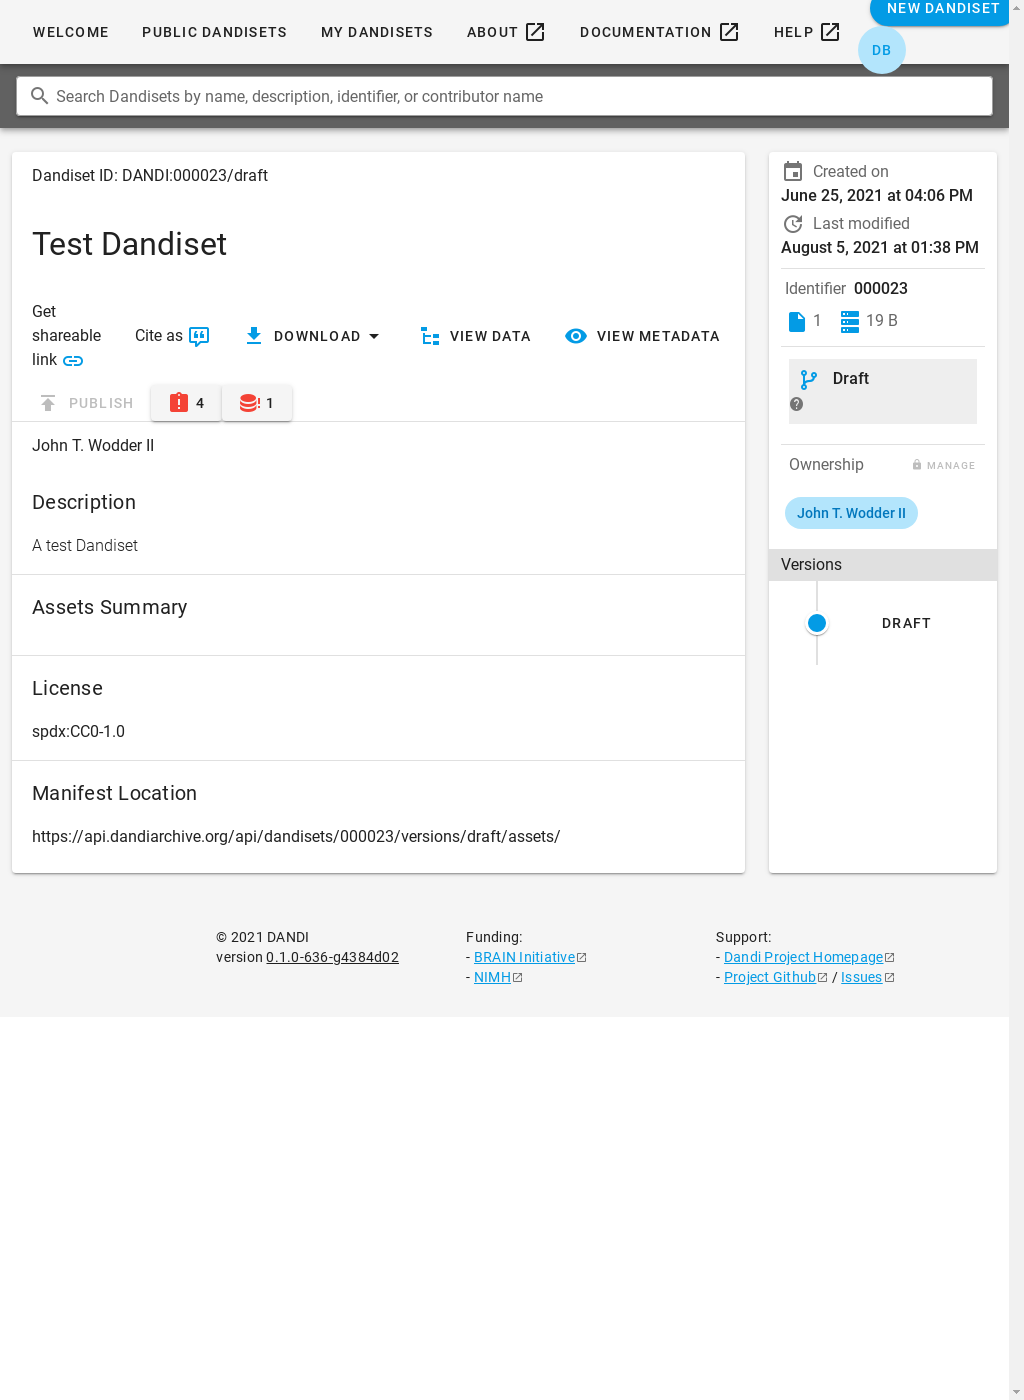 NEW DANDISET
WELCOME PUBLIC DANDISETS MY DANDISETS ABOUT DOCUMENTATION HELP
DB
Search Dandisets by name, description, identifier, or contributor name
Dandiset ID: DANDI:000023/draft
Test Dandiset
Get
shareable
link
Cite as
DOWNLOAD
VIEW DATA
VIEW METADATA
PUBLISH
4
1
John T. Wodder II
Description
A test Dandiset
Assets Summary
License
spdx:CC0-1.0
Manifest Location
https://api.dandiarchive.org/api/dandisets/000023/versions/draft/assets/
Created on
June 25, 2021 at 04:06 PM
Last modified
August 5, 2021 at 01:38 PM
Identifier 000023
1 19 B
Draft
Ownership MANAGE
John T. Wodder II
Versions
DRAFT
© 2021 DANDI
version 0.1.0-636-g4384d02
Funding:
- BRAIN Initiative
- NIMH
Support:
- Dandi Project Homepage
- Project Github / Issues